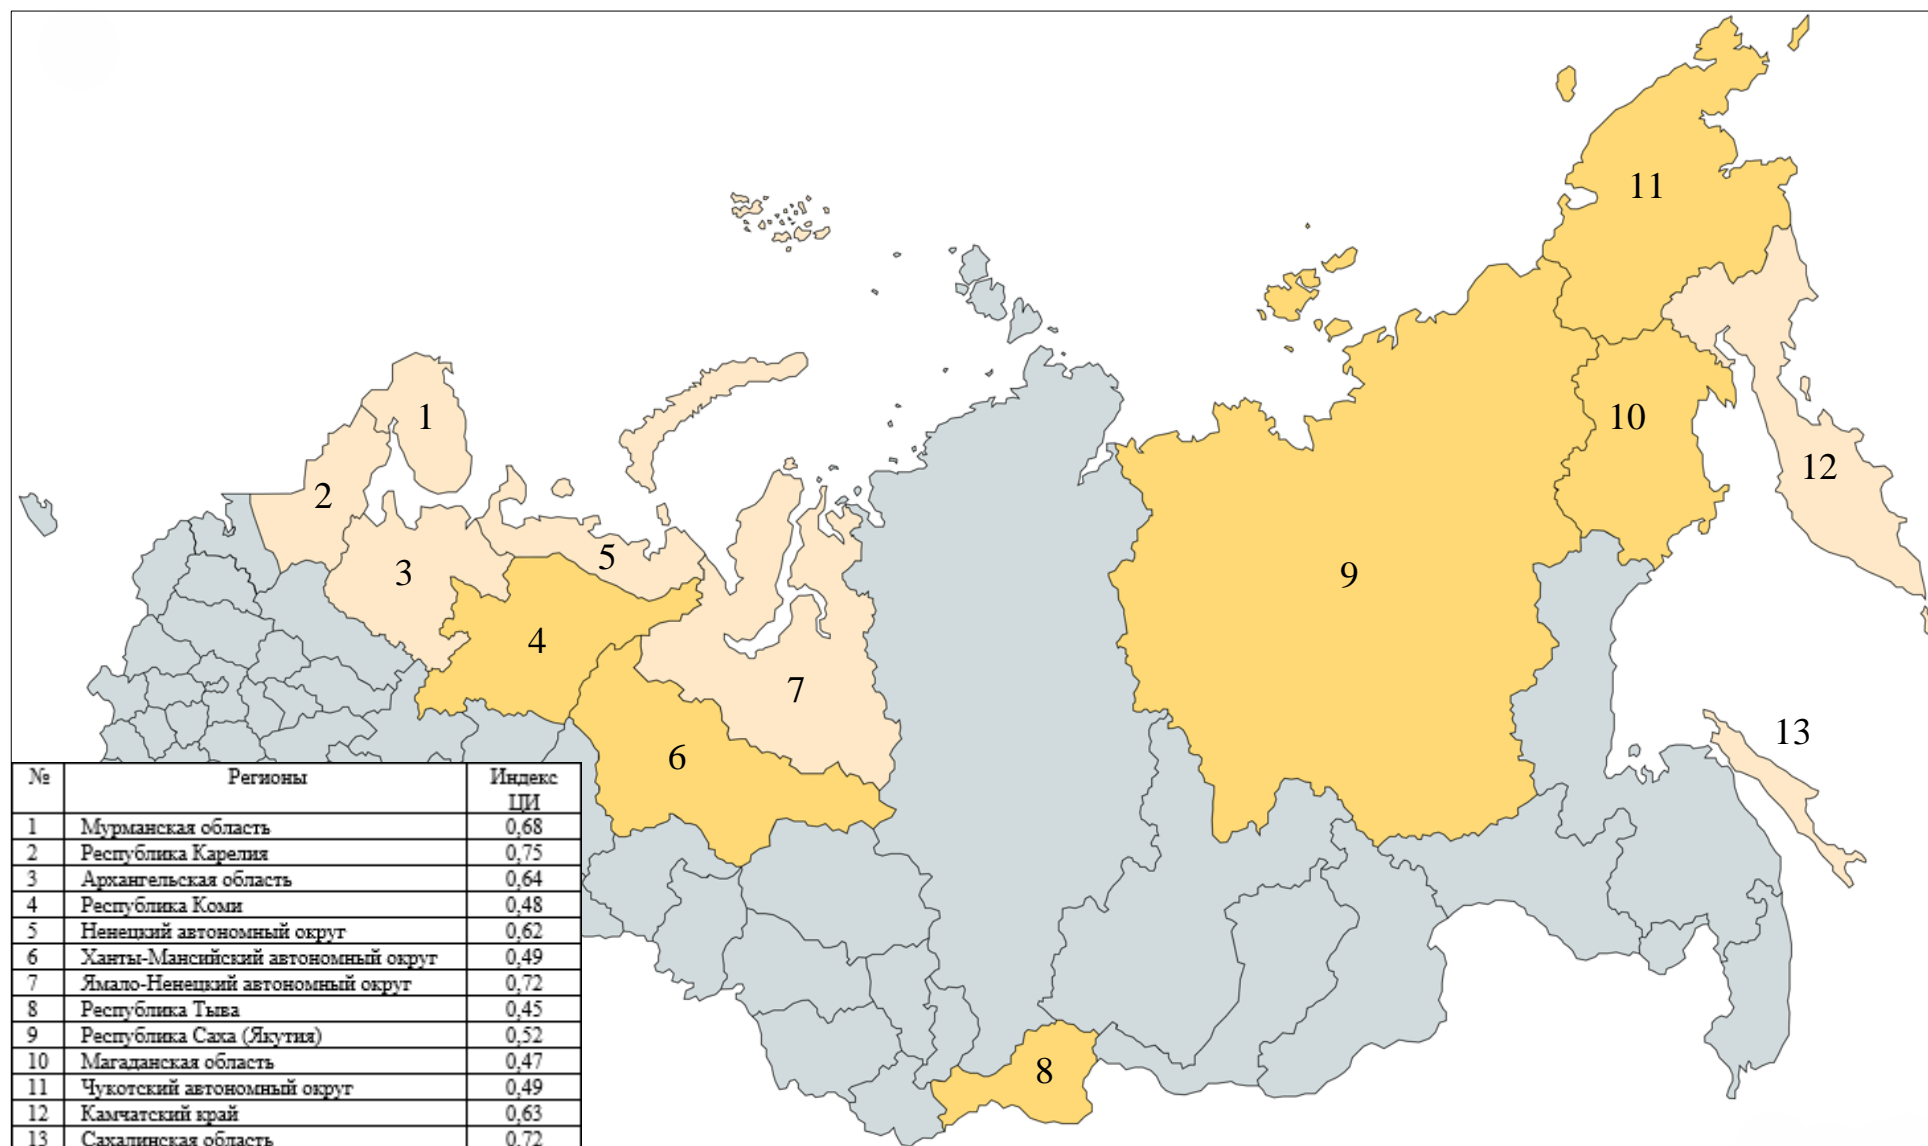 11
1
10
12
2
5
3
9
4
7
13
6
8
№ Регионы Индекс
ЦИ
1 Мурманская область 0,68
2 Республика Карелия 0,75
3 Архангельская область 0,64
4 Республика Коми 0,48
5 Ненецкий автономный округ 0,62
6 Ханты-Мансийский автономный округ 0,49
7 Ямало-Ненецкий автономный округ 0,72
8 Республика Тыва 0,45
9 Республика Саха (Якутия) 0,52
10 Магаданская область 0,47
11 Чукотский автономный округ 0,49
12 Камчатский край 0,63
13 Сахалинская область 0,72